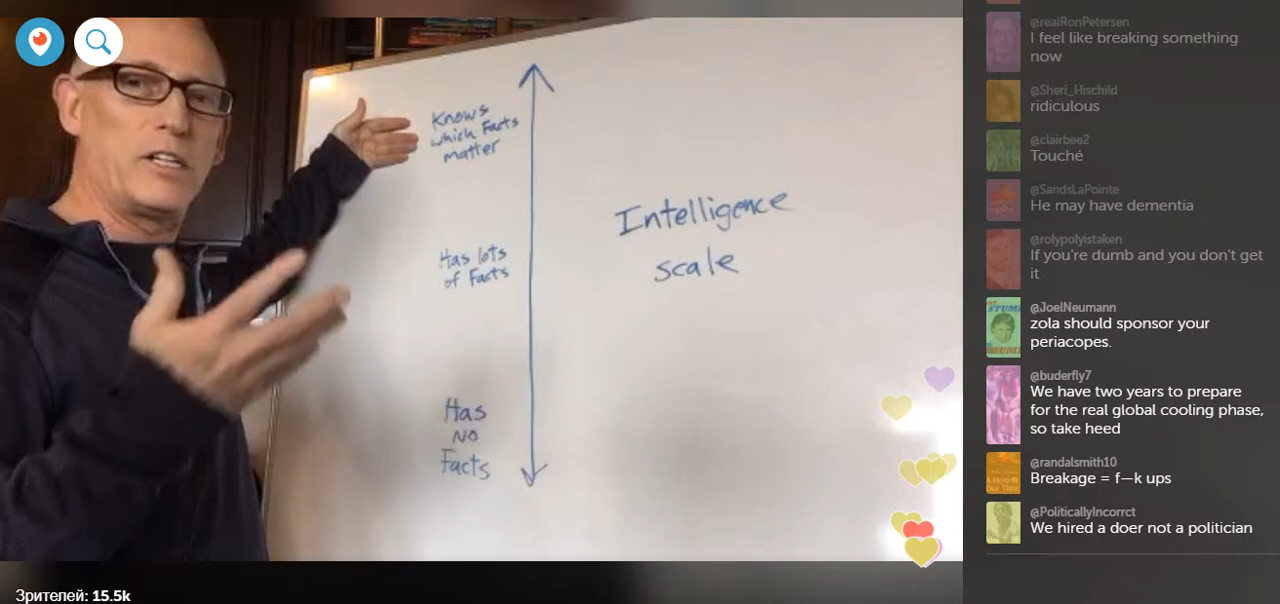 Knows
which Facts
matter
Has lots
of Facts
Has
No
Facts
Intelligence
scale
@realRonPetersen
I feel like breaking something
now
@Sheri_Hischild
ridiculous
@clairbee2
Touché
@SandsLaPointe
He may have dementia
@rolypolyistaken
If you're dumb and you don't get
it
@JoelNeumann
zola should sponsor your
periacopes.
@buderfly7
We have two years to prepare
for the real global cooling phase,
so take heed
@randalsmith10
Breakage = f—k ups
@PoliticallyIncorrct
We hired a doer not a politician
Зрителей: 15.5k